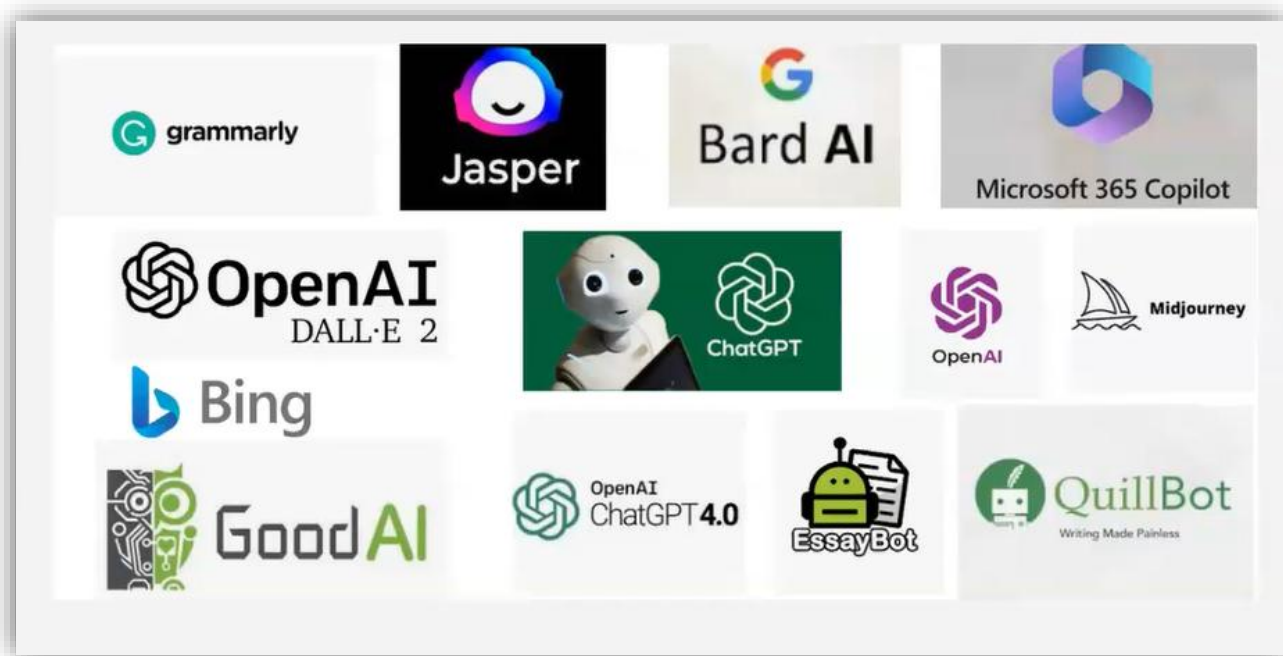 grammarly
Jasper
Bard AI
Microsoft 365 Copilot
OpenAI
DALL·E 2
ChatGPT
OpenAI
Midjourney
Bing
GoodAI
OpenAI
ChatGPT4.0
EssayBot
QuillBot
Writing Made Painless